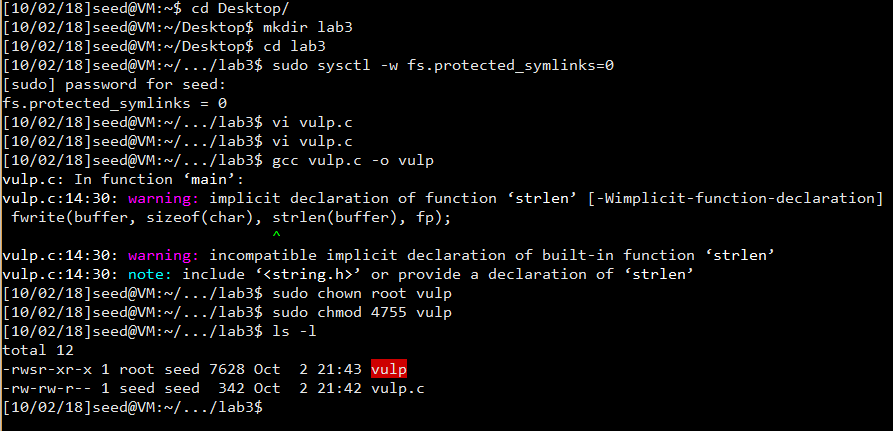 [10/02/18]seed@VM:~$ cd Desktop/
[10/02/18]seed@VM:~/Desktop$ mkdir lab3
[10/02/18]seed@VM:~/Desktop$ cd lab3
[10/02/18]seed@VM:~/.../lab3$ sudo sysctl -w fs.protected_symlinks=0
[sudo] password for seed:
fs.protected_symlinks = 0
[10/02/18]seed@VM:~/.../lab3$ vi vulp.c
[10/02/18]seed@VM:~/.../lab3$ vi vulp.c
[10/02/18]seed@VM:~/.../lab3$ gcc vulp.c -o vulp
vulp.c: In function ‘main’:
vulp.c:14:30: warning: implicit declaration of function ‘strlen’ [-Wimplicit-function-declaration]
 fwrite(buffer, sizeof(char), strlen(buffer), fp);
                              ^
vulp.c:14:30: warning: incompatible implicit declaration of built-in function ‘strlen’
vulp.c:14:30: note: include ‘<string.h>’ or provide a declaration of ‘strlen’
[10/02/18]seed@VM:~/.../lab3$ sudo chown root vulp
[10/02/18]seed@VM:~/.../lab3$ sudo chmod 4755 vulp
[10/02/18]seed@VM:~/.../lab3$ ls -l
total 12
-rwsr-xr-x 1 root seed 7628 Oct  2 21:43 vulp
-rw-rw-r-- 1 seed seed  342 Oct  2 21:42 vulp.c
[10/02/18]seed@VM:~/.../lab3$